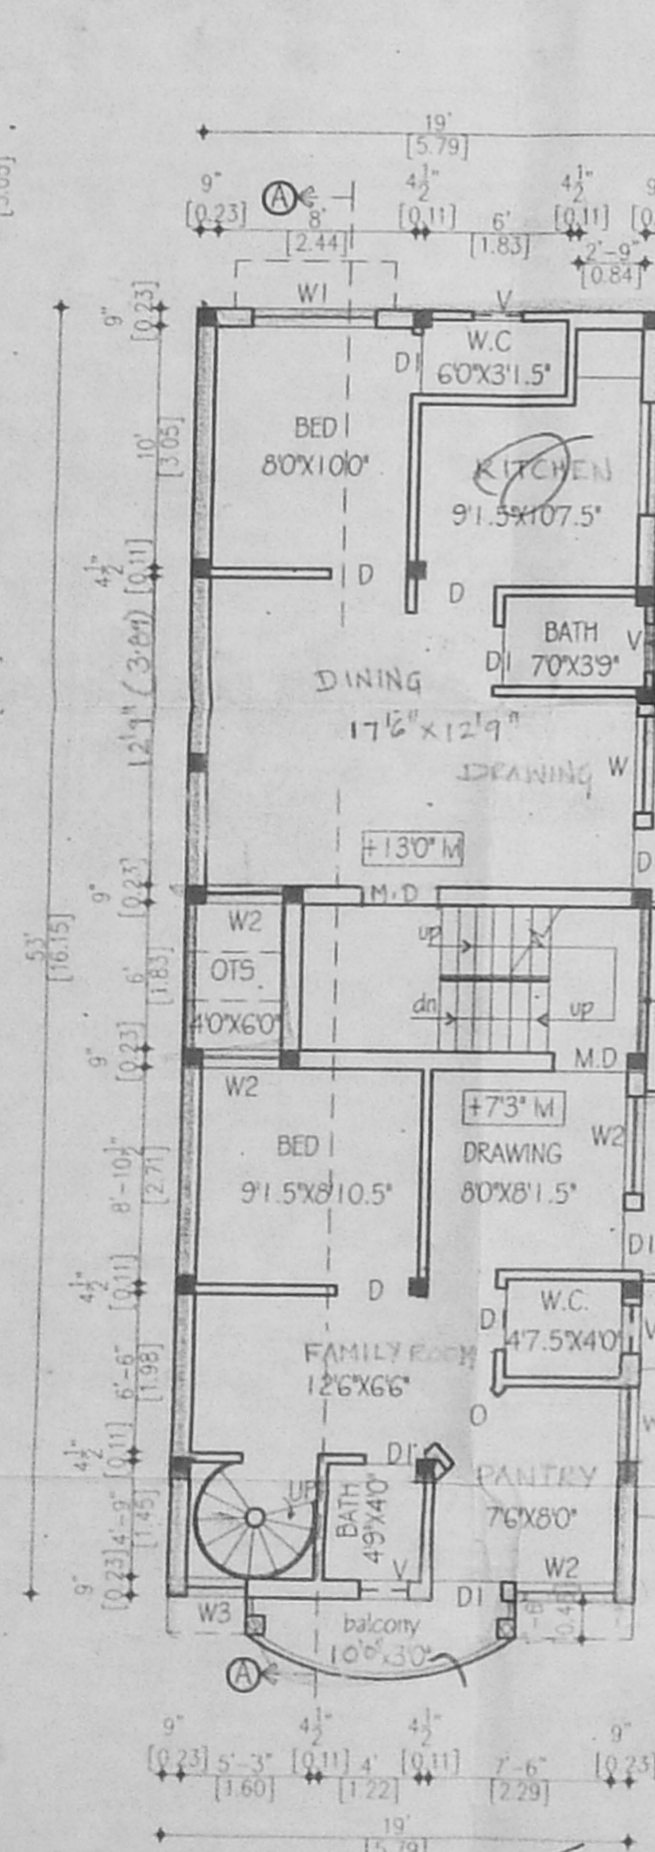 19'
[5.79]
9"
A
4½"
4½"
[0.23]
8'
[0.11]
6'
[0.11]
[2.44]
[1.83]
2'-9"
[0.84]
W1
V
9"
[0.23]
W.C
D1
6'0"X3'1.5"
BED
10'
[3.05]
8'0"X10'0"
KITCHEN
9'1.5"X10'7.5"
4½"
[0.11]
D
D
BATH
V
D1
7'0"X3'9"
DINING
12'9" (3.89)
17'6" x 12'9"
DRAWING
W
+13'0" M
D
9"
[0.23]
M.D
W2
up
53'
[16.15]
6'
[1.83]
OTS
4'0"X6'0"
dn
up
9"
[0.23]
M.D
W2
+7'3" M
BED
DRAWING
W2
8'-10½"
[2.71]
9'1.5"X8'10.5"
8'0"X8'1.5"
D1
4½"
[0.11]
D
W.C.
D1
4'7.5"X4'0"
V
FAMILY ROOM
6'-6"
[1.98]
12'6"X6'6"
O
4½"
[0.11]
D1
PANTRY
UP
BATH
4'9"X4'0"
7'6"X8'0"
4'-9"
[1.45]
V
W2
9"
[0.23]
D1
W3
balcony
10'0"x3'0"
A
9"
4½"
4½"
9"
[0.23]
5'-3"
[0.11]
4'
[0.11]
7'-6"
[0.23]
[1.60]
[1.22]
[2.29]
19'
[5.79]